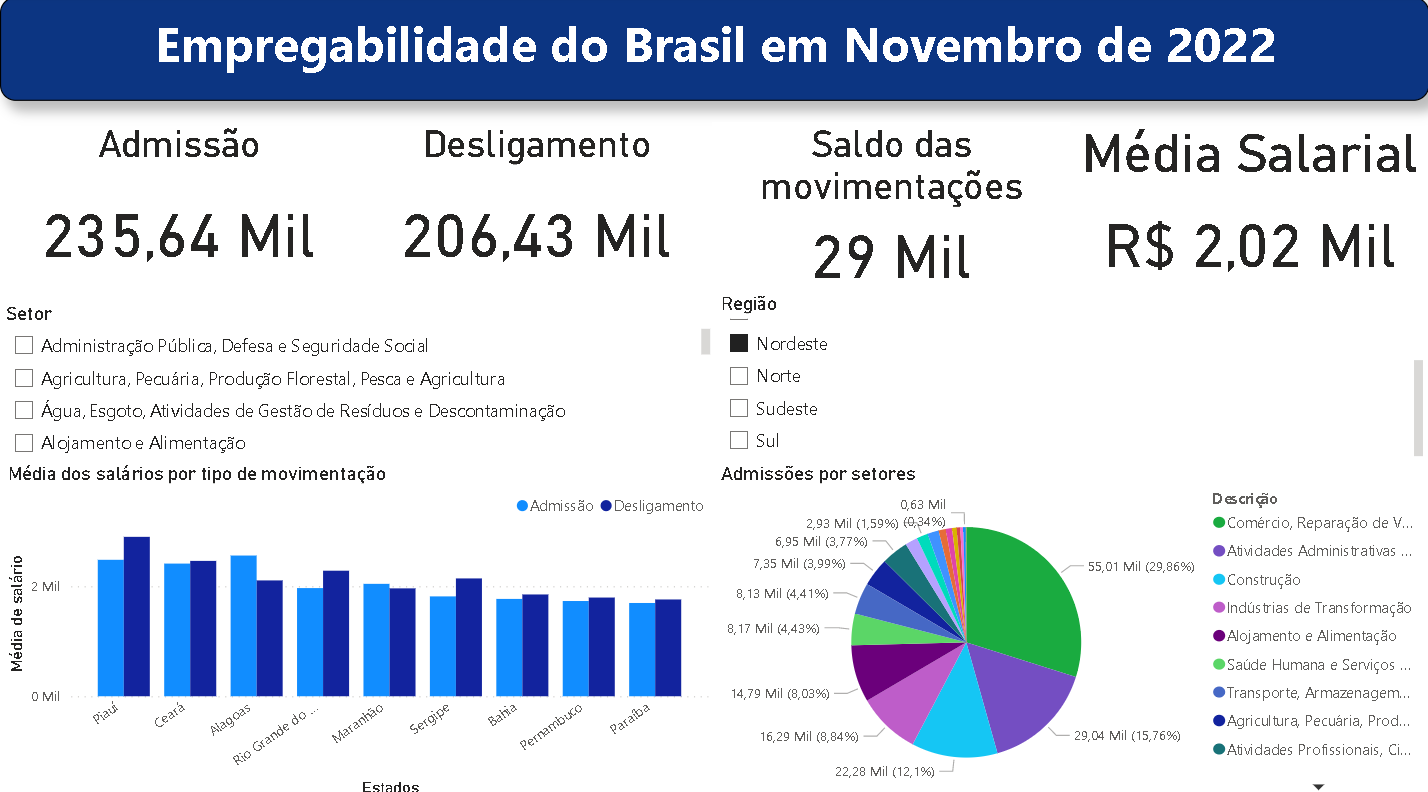 Empregabilidade do Brasil em Novembro de 2022
Admissão
235,64 Mil
Desligamento
206,43 Mil
Saldo das
movimentações
29 Mil
Média Salarial
R$ 2,02 Mil
Setor
Administração Pública, Defesa e Seguridade Social
Agricultura, Pecuária, Produção Florestal, Pesca e Agricultura
Água, Esgoto, Atividades de Gestão de Resíduos e Descontaminação
Alojamento e Alimentação
Região
Nordeste
Norte
Sudeste
Sul
Média dos salários por tipo de movimentação
Admissão
Desligamento
Média de salário
2 Mil
0 Mil
Piauí
Ceará
Alagoas
Rio Grande do ...
Maranhão
Sergipe
Bahia
Pernambuco
Paraíba
Estados
Admissões por setores
0,63 Mil
(0,34%)
2,93 Mil (1,59%)
6,95 Mil (3,77%)
7,35 Mil (3,99%)
8,13 Mil (4,41%)
8,17 Mil (4,43%)
14,79 Mil (8,03%)
16,29 Mil (8,84%)
22,28 Mil (12,1%)
29,04 Mil (15,76%)
55,01 Mil (29,86%)
Descrição
Comércio, Reparação de V...
Atividades Administrativas ...
Construção
Indústrias de Transformação
Alojamento e Alimentação
Saúde Humana e Serviços ...
Transporte, Armazenagem...
Agricultura, Pecuária, Prod...
Atividades Profissionais, Ci...